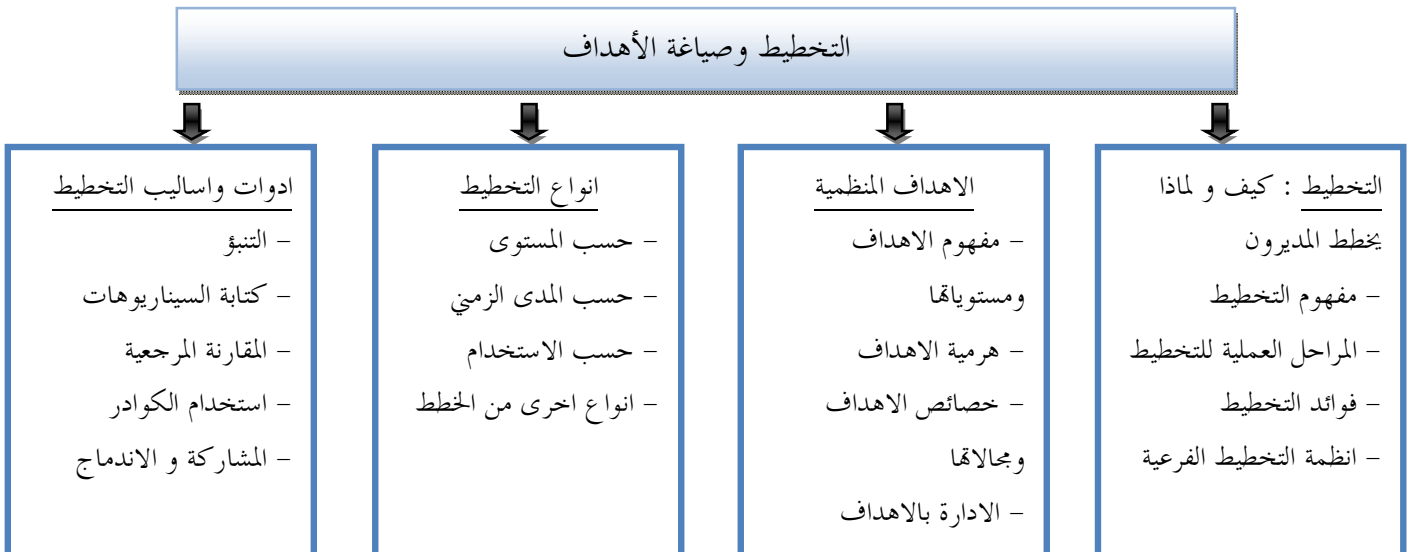 التخطيط وصياغة الأهداف
التخطيط : كيف و لماذا
يخطط المديرون
– مفهوم التخطيط
– المراحل العملية للتخطيط
– فوائد التخطيط
– انظمة التخطيط الفرعية
الاهداف المنظمية
– مفهوم الاهداف
ومستوياتها
– هرمية الاهداف
– خصائص الاهداف
ومجالاتها
– الادارة بالاهداف
انواع التخطيط
– حسب المستوى
– حسب المدى الزمني
– حسب الاستخدام
– انواع اخرى من الخطط
ادوات واساليب التخطيط
– التنبؤ
– كتابة السيناريوهات
– المقارنة المرجعية
– استخدام الكوادر
– المشاركة و الاندماج